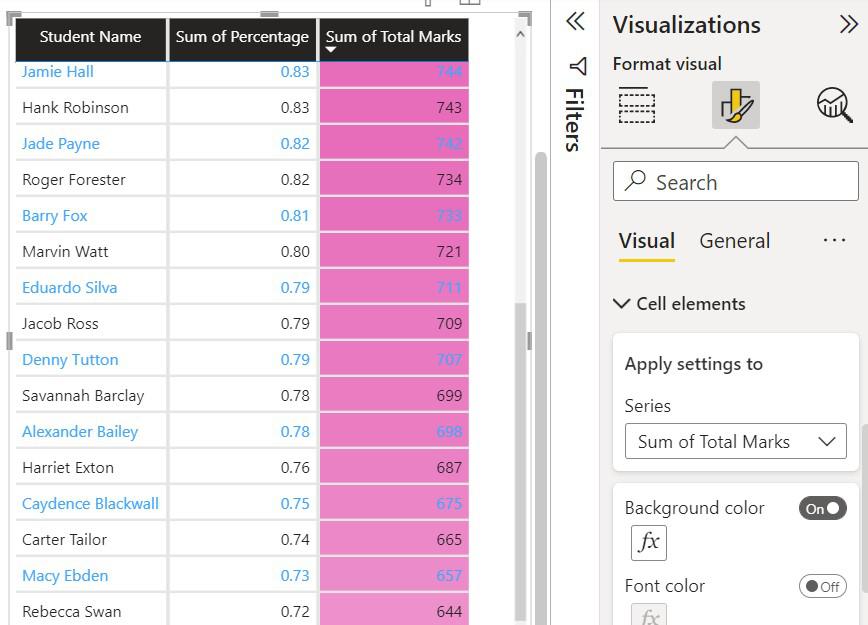 Student Name Sum of Percentage Sum of Total Marks
Jamie Hall 0.83 744
Hank Robinson 0.83 743
Jade Payne 0.82 742
Roger Forester 0.82 734
Barry Fox 0.81 733
Marvin Watt 0.80 721
Eduardo Silva 0.79 711
Jacob Ross 0.79 709
Denny Tutton 0.79 707
Savannah Barclay 0.78 699
Alexander Bailey 0.78 698
Harriet Exton 0.76 687
Caydence Blackwall 0.75 675
Carter Tailor 0.74 665
Macy Ebden 0.73 657
Rebecca Swan 0.72 644
Filters
Visualizations
Format visual
Search
Visual General ...
Cell elements
Apply settings to
Series
Sum of Total Marks
Background color On
fx
Font color Off
fx